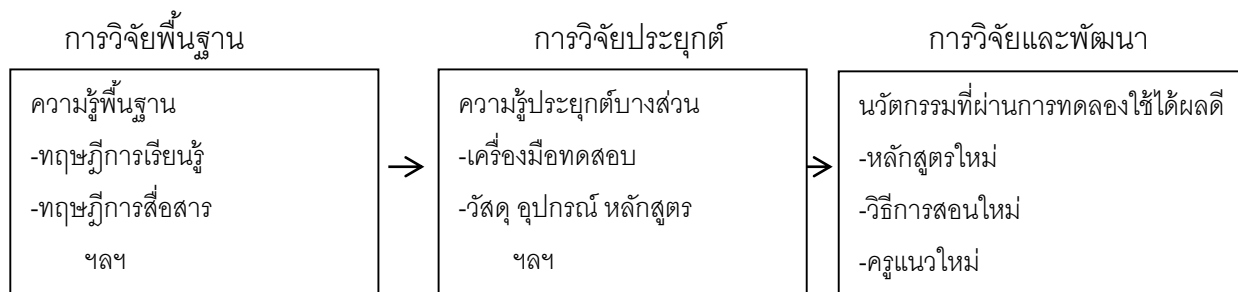 การวิจัยพื้นฐาน
ความรู้พื้นฐาน
-ทฤษฎีการเรียนรู้
-ทฤษฎีการสื่อสาร
ฯลฯ
การวิจัยประยุกต์
ความรู้ประยุกต์บางส่วน
-เครื่องมือทดสอบ
-วัสดุ อุปกรณ์ หลักสูตร
ฯลฯ
การวิจัยและพัฒนา
นวัตกรรมที่ผ่านการทดลองใช้ได้ผลดี
-หลักสูตรใหม่
-วิธีการสอนใหม่
-ครูแนวใหม่